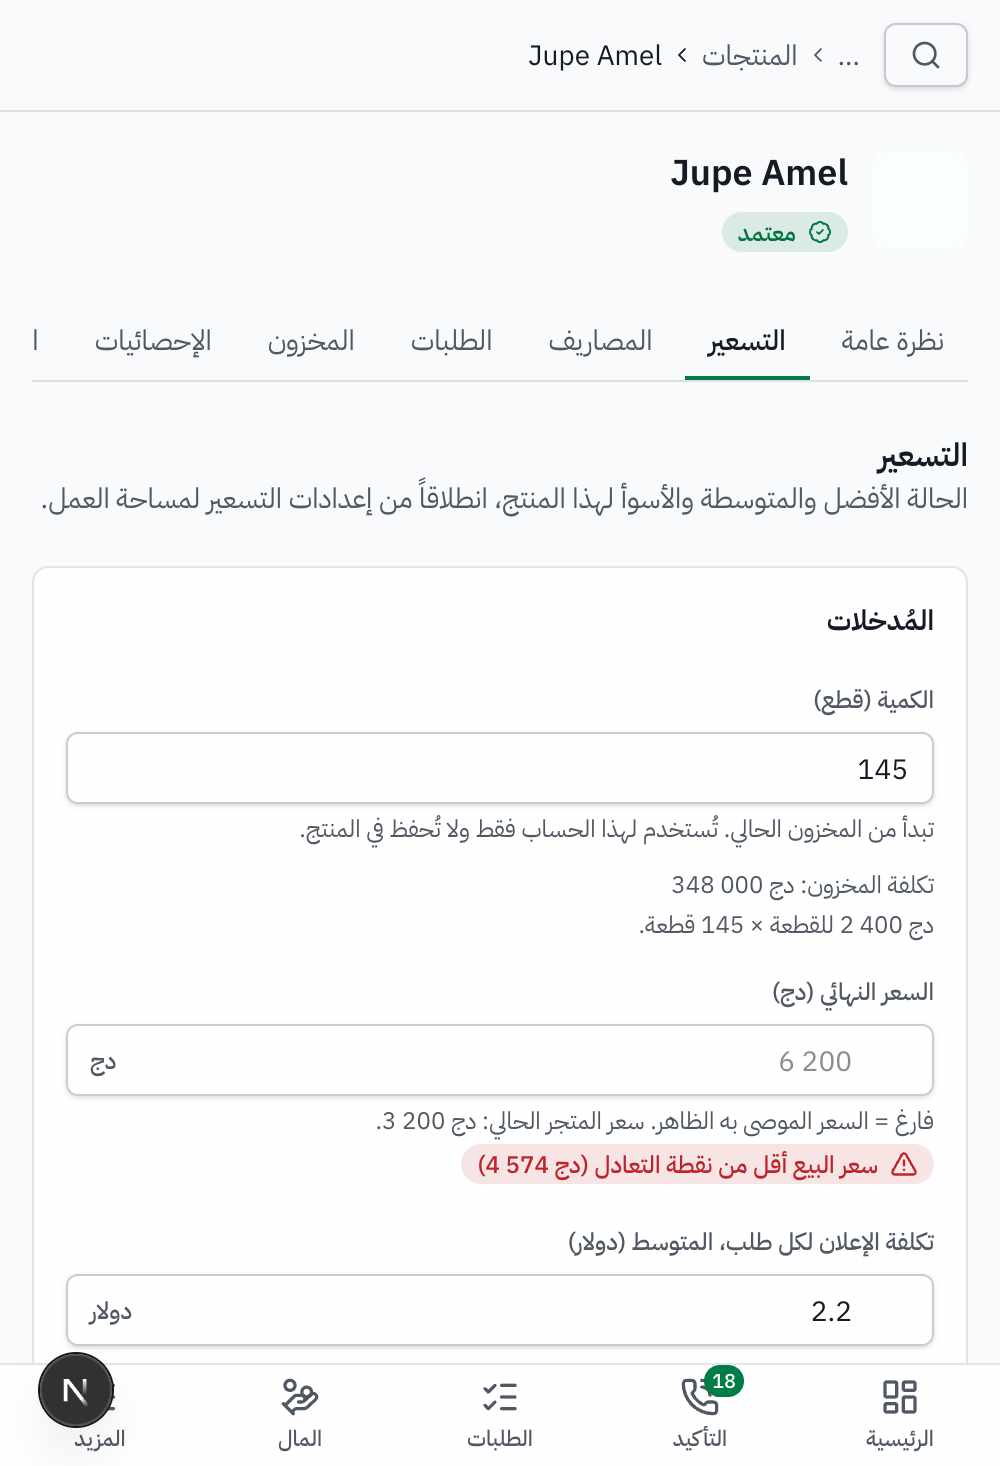 ... › المنتجات › Jupe Amel
Jupe Amel
معتمد
نظرة عامة التسعير المصاريف الطلبات المخزون الإحصائيات ا
التسعير
الحالة الأفضل والمتوسطة والأسوأ لهذا المنتج، انطلاقاً من إعدادات التسعير لمساحة العمل.
المُدخلات
الكمية (قطع)
145
تبدأ من المخزون الحالي. تُستخدم لهذا الحساب فقط ولا تُحفظ في المنتج.
تكلفة المخزون: دج 348 000
دج 2 400 للقطعة × 145 قطعة.
السعر النهائي (دج)
6 200 دج
فارغ = السعر الموصى به الظاهر. سعر المتجر الحالي: دج 3 200.
سعر البيع أقل من نقطة التعادل (دج 4 574)
تكلفة الإعلان لكل طلب، المتوسط (دولار)
2.2 دولار
18
الرئيسية التأكيد الطلبات المال المزيد
N